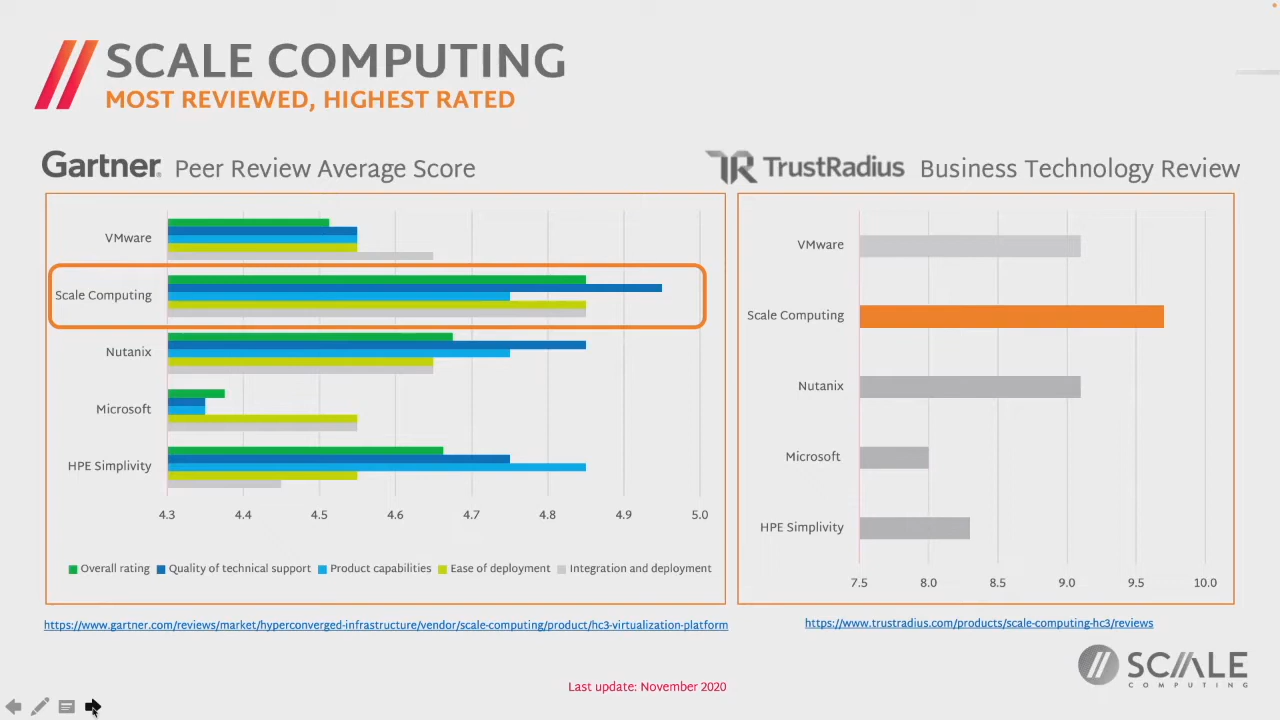 SCALE COMPUTING
MOST REVIEWED, HIGHEST RATED
Gartner. Peer Review Average Score
VMware
Scale Computing
Nutanix
Microsoft
HPE Simplivity
4.3 4.4 4.5 4.6 4.7 4.8 4.9 5.0
Overall rating Quality of technical support Product capabilities Ease of deployment Integration and deployment
https://www.gartner.com/reviews/market/hyperconverged-infrastructure/vendor/scale-computing/product/hc3-virtualization-platform
TR TrustRadius Business Technology Review
VMware
Scale Computing
Nutanix
Microsoft
HPE Simplivity
7.5 8.0 8.5 9.0 9.5 10.0
https://www.trustradius.com/products/scale-computing-hc3/reviews
Last update: November 2020
SCALE
COMPUTING